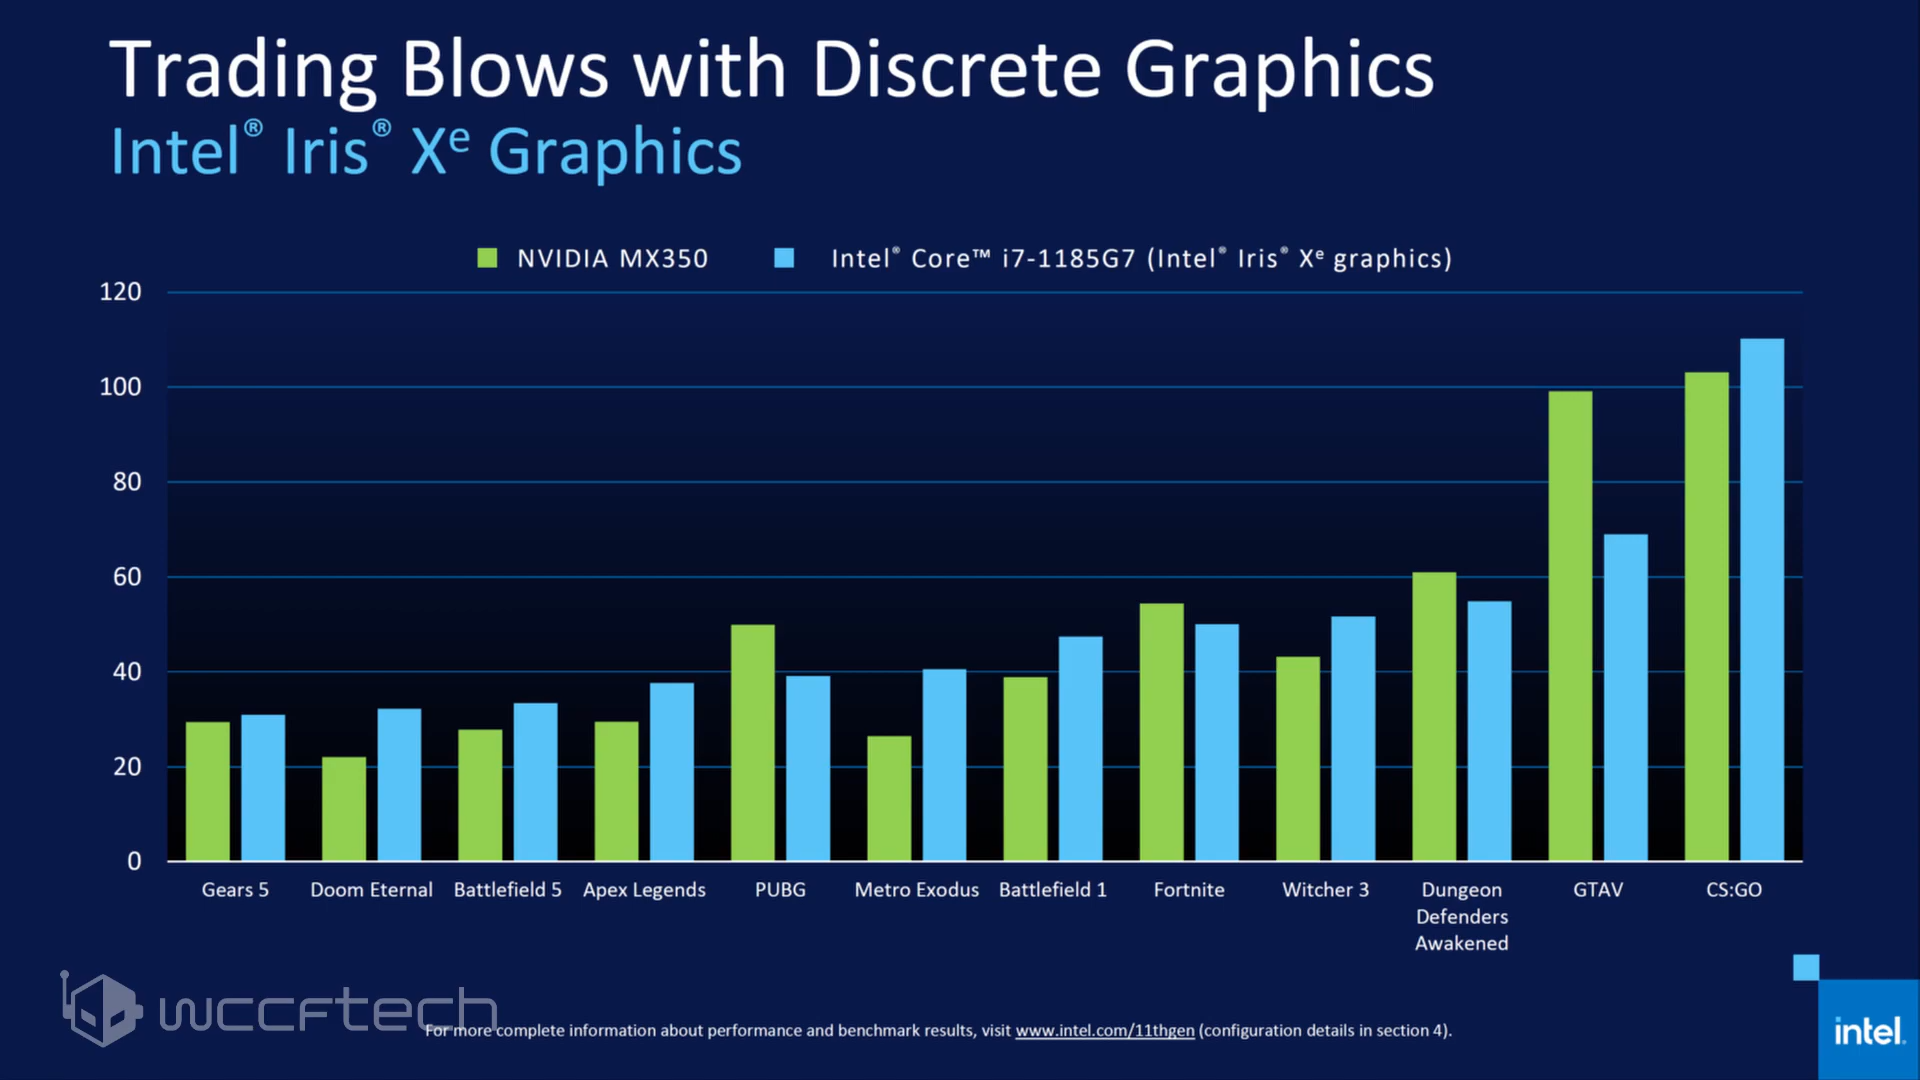 Trading Blows with Discrete Graphics
Intel® Iris® Xe Graphics
NVIDIA MX350
Intel® Core™ i7-1185G7 (Intel® Iris® Xe graphics)
120
100
80
60
40
20
0
Gears 5
Doom Eternal
Battlefield 5
Apex Legends
PUBG
Metro Exodus
Battlefield 1
Fortnite
Witcher 3
Dungeon
Defenders
Awakened
GTAV
CS:GO
wccftech
For more complete information about performance and benchmark results, visit www.intel.com/11thgen (configuration details in section 4).
intel.